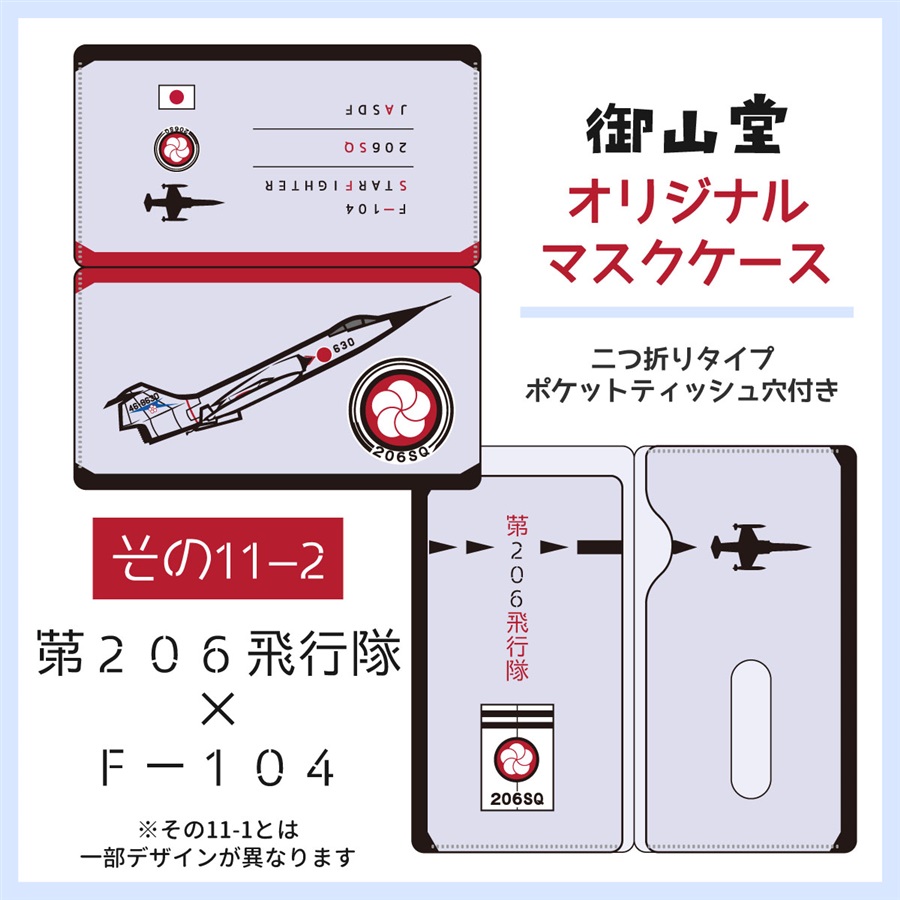 御山堂
オリジナル
マスクケース
二つ折りタイプ
ポケットティッシュ穴付き
JASDF
206SQ
STARFIGHTER
F-104
206SQ
630
46-8630
206SQ
その11-2
第206飛行隊
×
F-104
※その11-1とは
一部デザインが異なります
第206飛行隊
206SQ